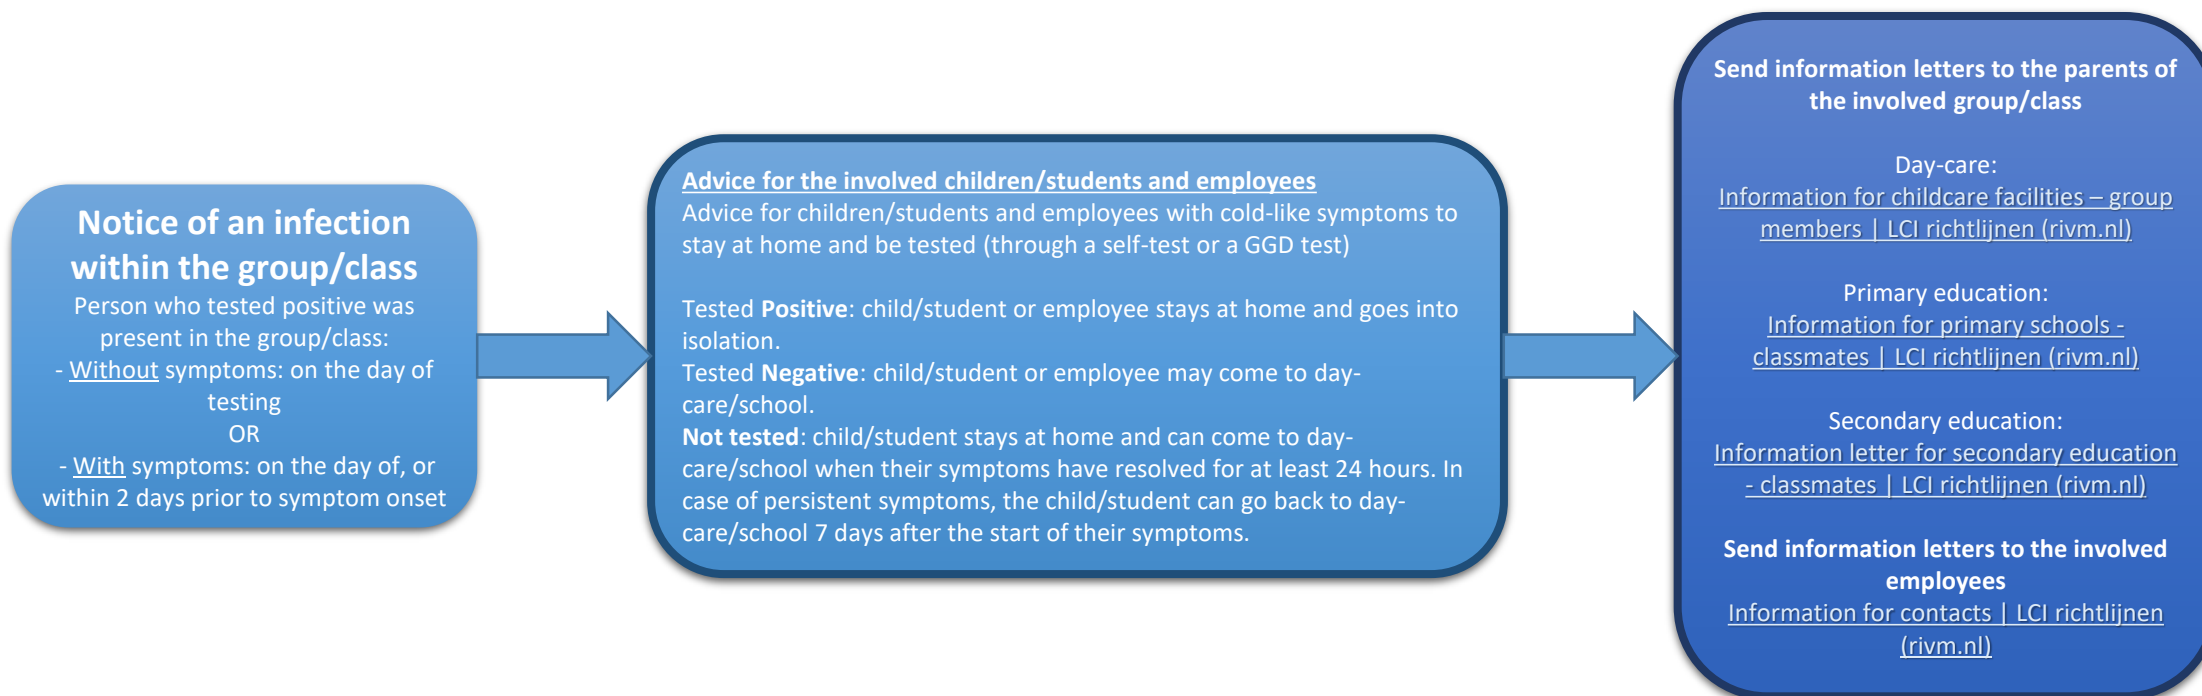 Notice of an infection
within the group/class
Person who tested positive was
present in the group/class:
- Without symptoms: on the day of
testing
OR
- With symptoms: on the day of, or
within 2 days prior to symptom onset
Advice for the involved children/students and employees
Advice for children/students and employees with cold-like symptoms to
stay at home and be tested (through a self-test or a GGD test)
Tested Positive: child/student or employee stays at home and goes into
isolation.
Tested Negative: child/student or employee may come to day-
care/school.
Not tested: child/student stays at home and can come to day-
care/school when their symptoms have resolved for at least 24 hours. In
case of persistent symptoms, the child/student can go back to day-
care/school 7 days after the start of their symptoms.
Send information letters to the parents of
the involved group/class
Day-care:
Information for childcare facilities – group
members | LCI richtlijnen (rivm.nl)
Primary education:
Information for primary schools -
classmates | LCI richtlijnen (rivm.nl)
Secondary education:
Information letter for secondary education
- classmates | LCI richtlijnen (rivm.nl)
Send information letters to the involved
employees
Information for contacts | LCI richtlijnen
(rivm.nl)